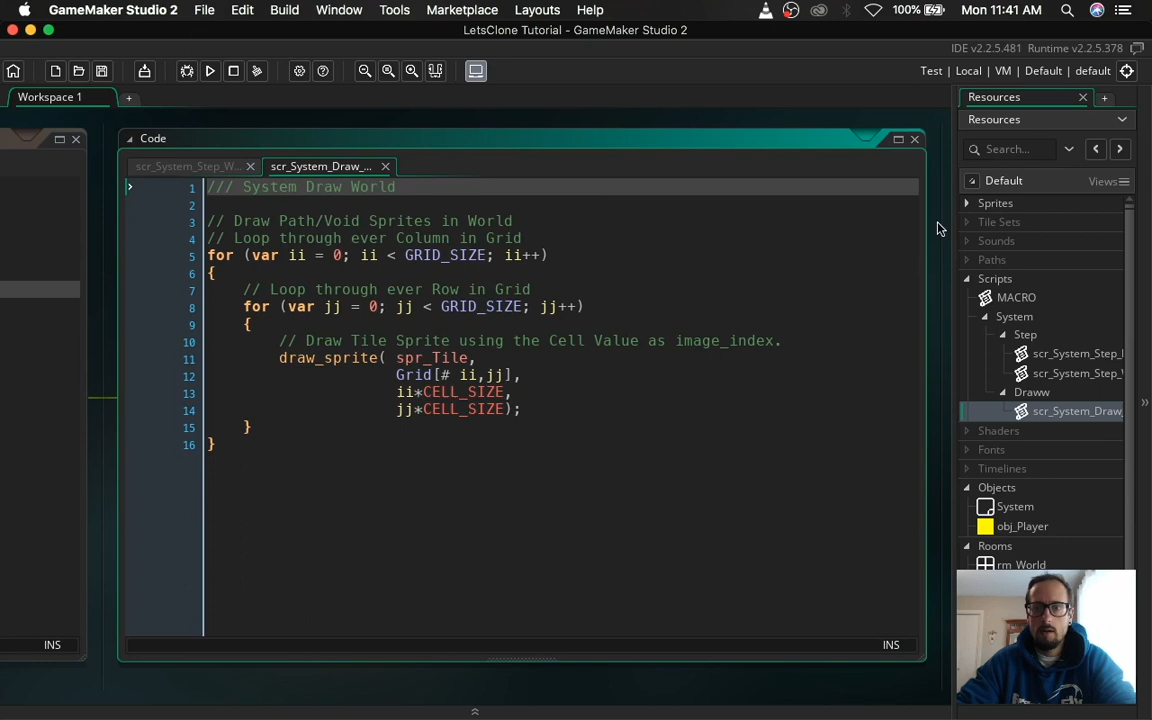 GameMaker Studio 2 File Edit Build Window Tools Marketplace Layouts Help 100% Mon 11:41 AM
LetsClone Tutorial - GameMaker Studio 2
IDE v2.2.5.481 Runtime v2.2.5.378
Test | Local | VM | Default | default
Workspace 1
Resources
Code
Resources
scr_System_Step_W...
scr_System_Draw_...
Search...
Default Views
1 /// System Draw World
2
3 // Draw Path/Void Sprites in World
4 // Loop through ever Column in Grid
5 for (var ii = 0; ii < GRID_SIZE; ii++)
6 {
7 // Loop through ever Row in Grid
8 for (var jj = 0; jj < GRID_SIZE; jj++)
9 {
10 // Draw Tile Sprite using the Cell Value as image_index.
11 draw_sprite( spr_Tile,
12 Grid[# ii,jj],
13 ii*CELL_SIZE,
14 jj*CELL_SIZE);
15 }
16 }
Sprites
Tile Sets
Sounds
Paths
Scripts
MACRO
System
Step
scr_System_Step_
scr_System_Step_
Draww
scr_System_Draw_
Shaders
Fonts
Timelines
Objects
System
obj_Player
Rooms
rm_World
INS
INS